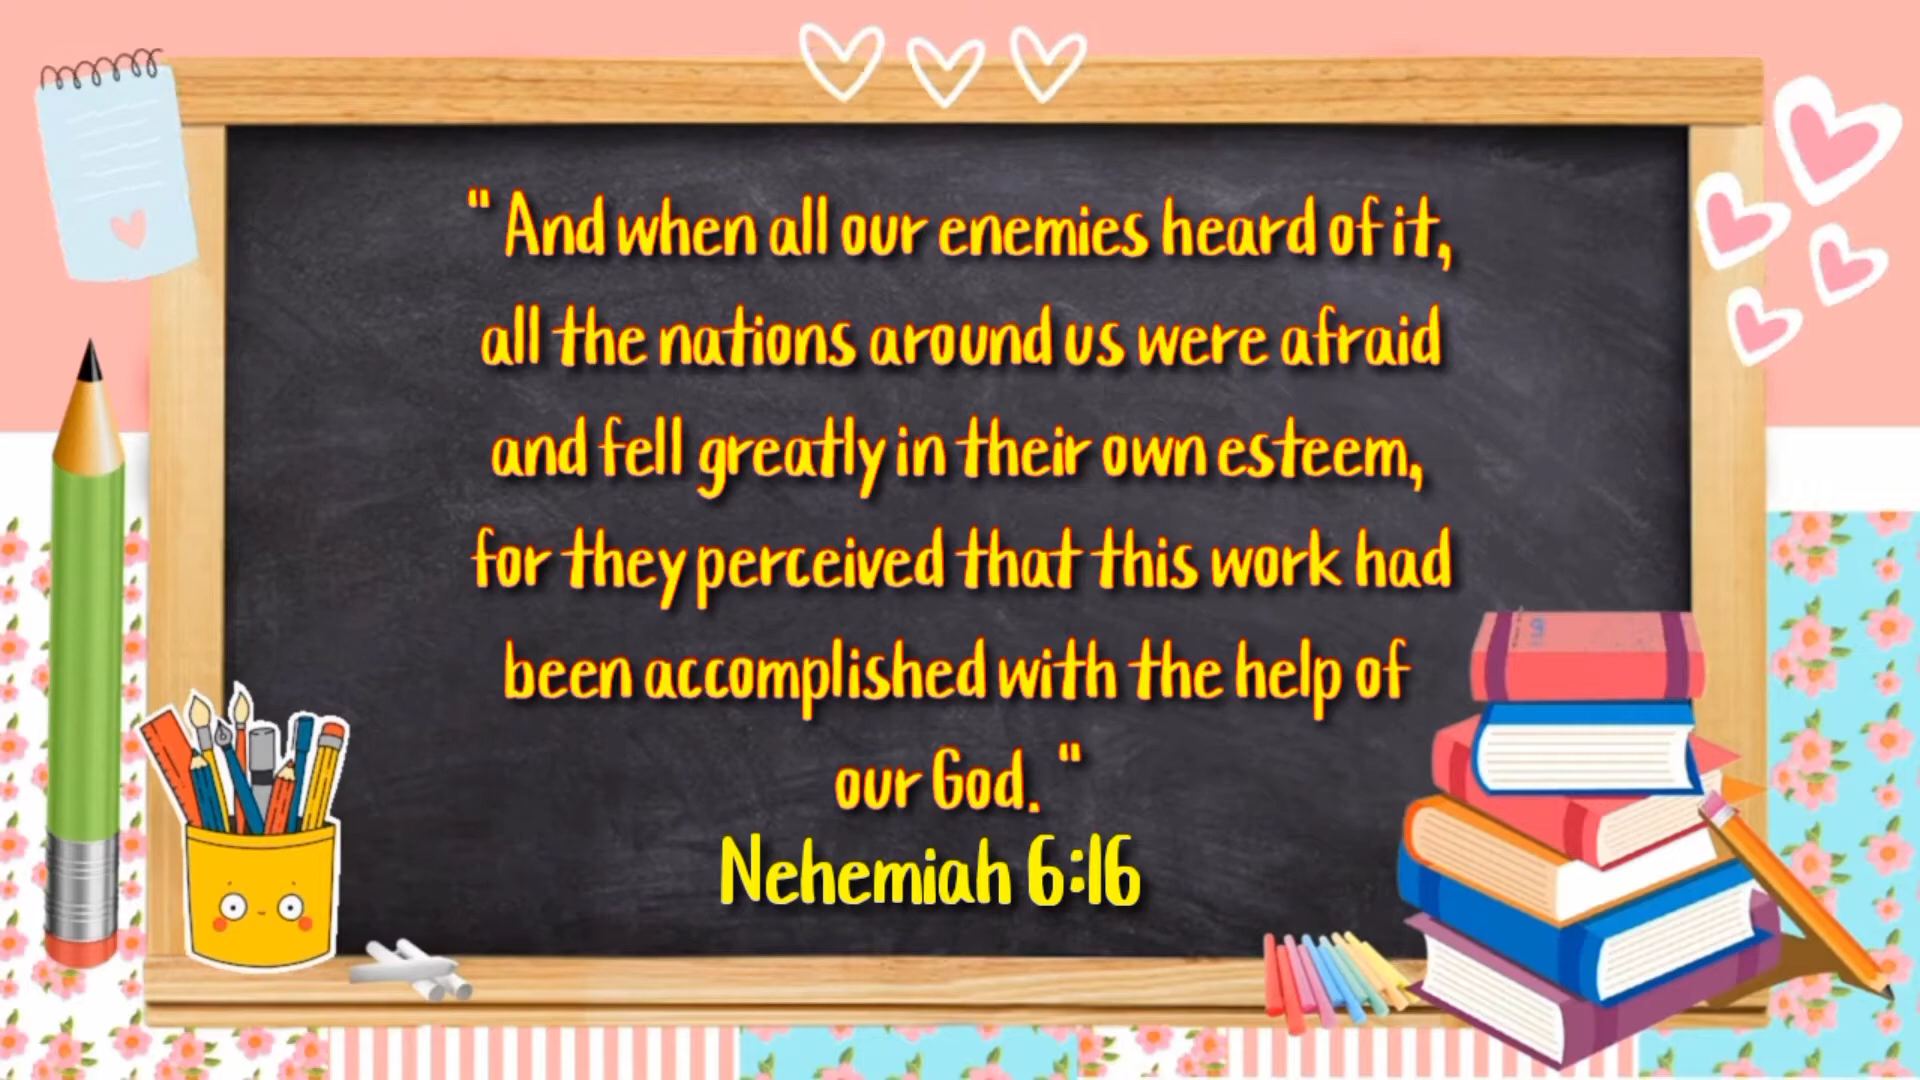 " And when all our enemies heard of it,
all the nations around us were afraid
and fell greatly in their own esteem,
for they perceived that this work had
been accomplished with the help of
our God. "
Nehemiah 6:16